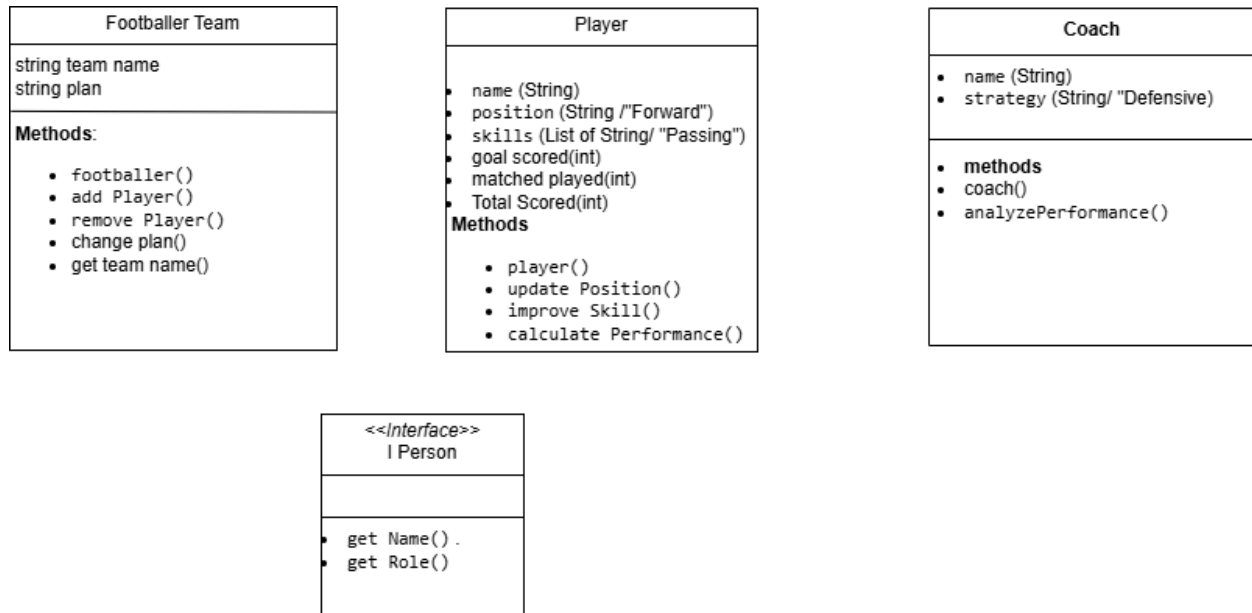 Footballer Team
string team name
string plan
Methods:
footballer()
add Player()
remove Player()
change plan()
get team name()
Player
name (String)
position (String /"Forward")
skills (List of String/ "Passing")
goal scored(int)
matched played(int)
Total Scored(int)
Methods
player()
update Position()
improve Skill()
calculate Performance()
Coach
name (String)
strategy (String/ "Defensive)
methods
coach()
analyzePerformance()
<<Interface>>
I Person
get Name() .
get Role()